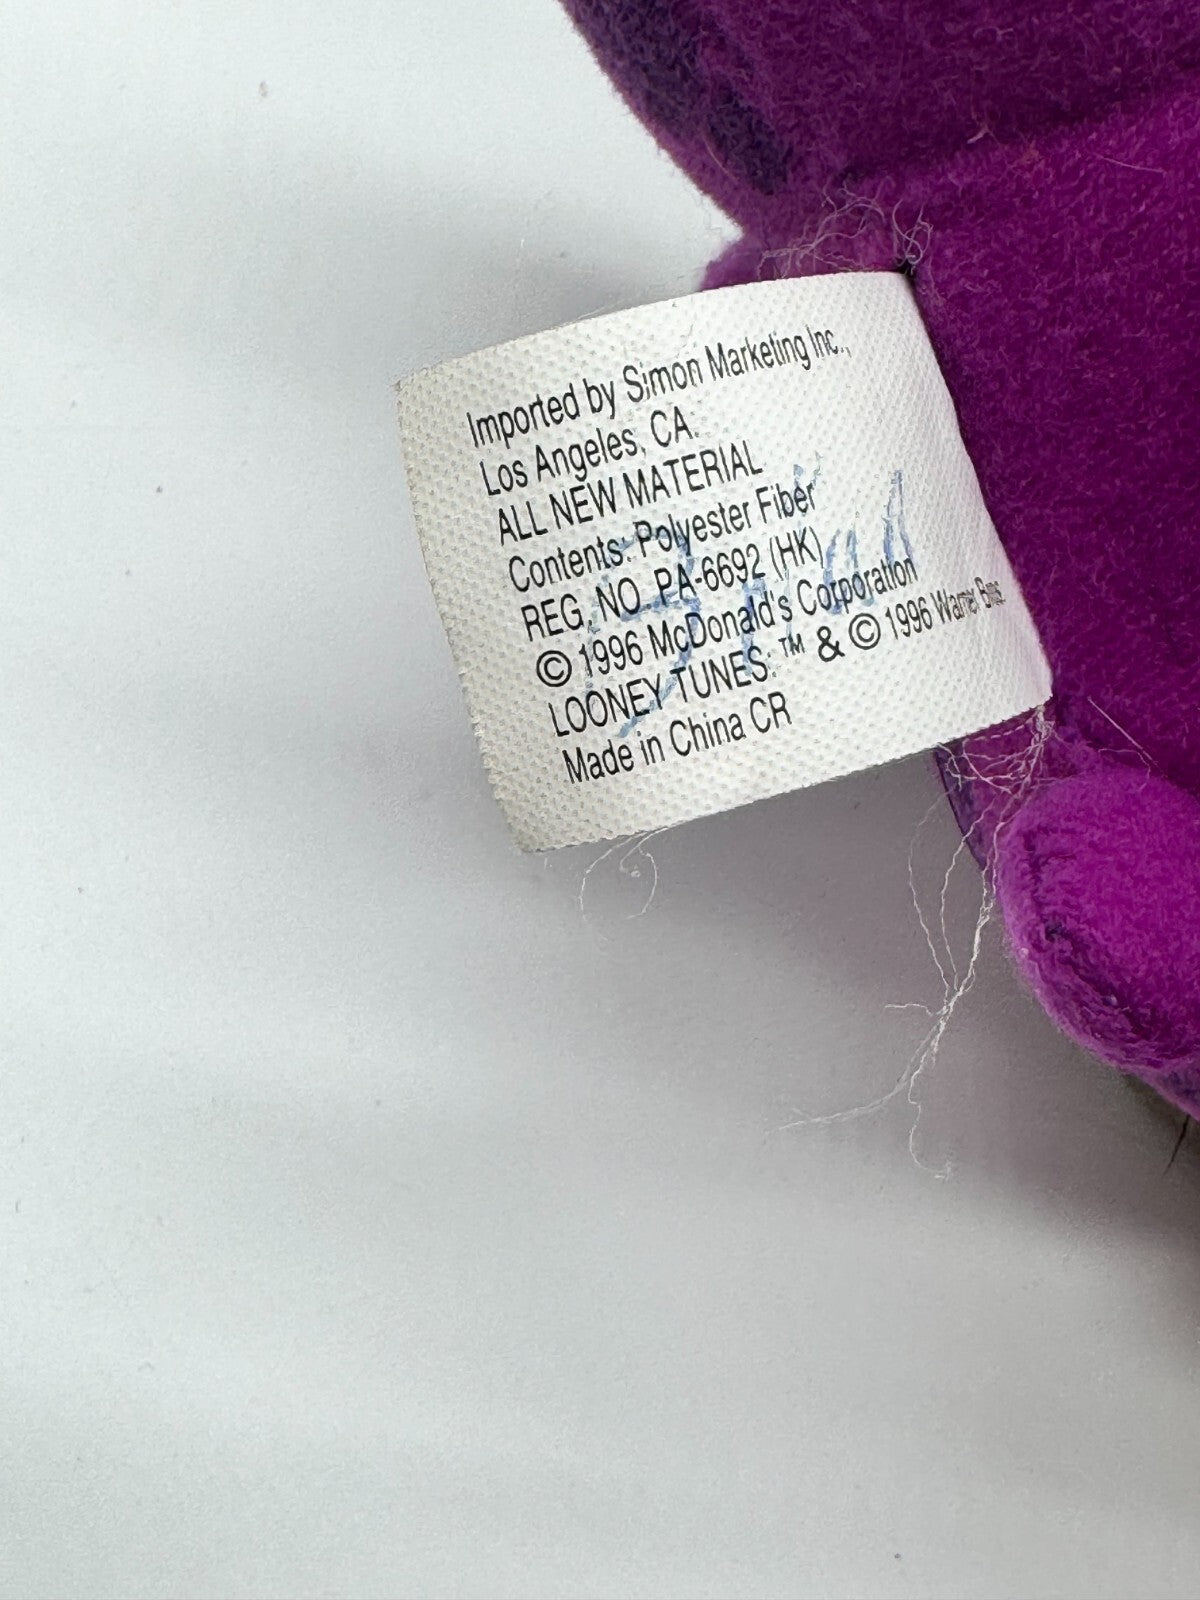 Imported by Simon Marketing Inc.,
Los Angeles, CA.
ALL NEW MATERIAL
Contents: Polyester Fiber
REG. NO. PA-6692 (HK)
© 1996 McDonald's Corporation
LOONEY TUNES: ™ & © 1996 Warner Bros
Made in China CR